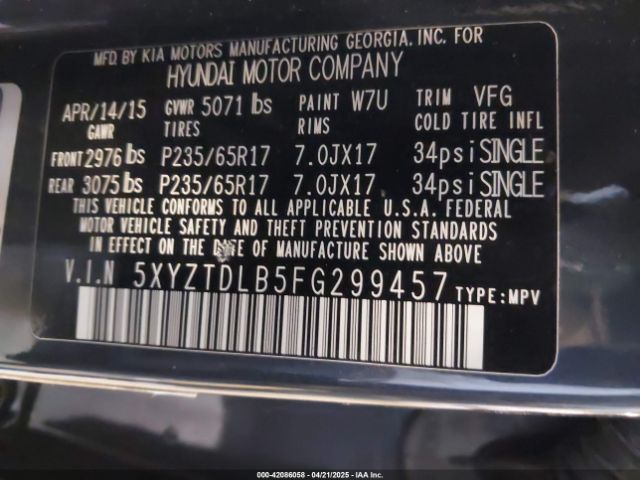 MFD. BY KIA MOTORS MANUFACTURING GEORGIA. INC. FOR
HYUNDAI MOTOR COMPANY
APR/14/15 GVWR 5071 lbs PAINT W7U TRIM VFG
GAWR TIRES RIMS COLD TIRE INFL
FRONT 2976 lbs P235/65R17 7.0JX17 34psi SINGLE
REAR 3075 lbs P235/65R17 7.0JX17 34psi SINGLE
THIS VEHICLE CONFORMS TO ALL APPLICABLE U.S.A. FEDERAL
MOTOR VEHICLE SAFETY AND THEFT PREVENTION STANDARDS
IN EFFECT ON THE DATE OF MANUFACTURE SHOWN ABOVE
V.I.N 5XYZTDLB5FG299457 TYPE:MPV
000-42086058 - 04/21/2025 - IAA Inc.